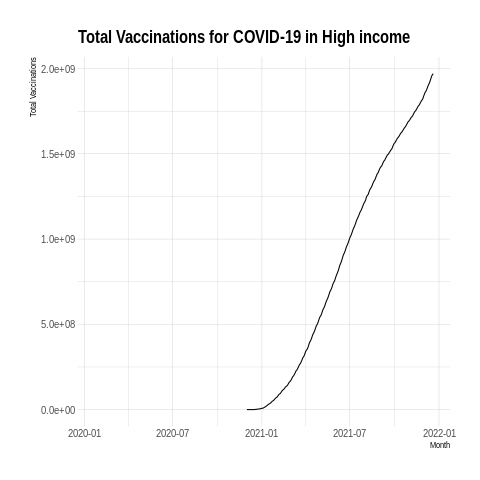 Total Vaccinations for COVID-19 in High income
Total Vaccinations
2.0e+09
1.5e+09
1.0e+09
5.0e+08
0.0e+00
2020-01 2020-07 2021-01 2021-07 2022-01
Month